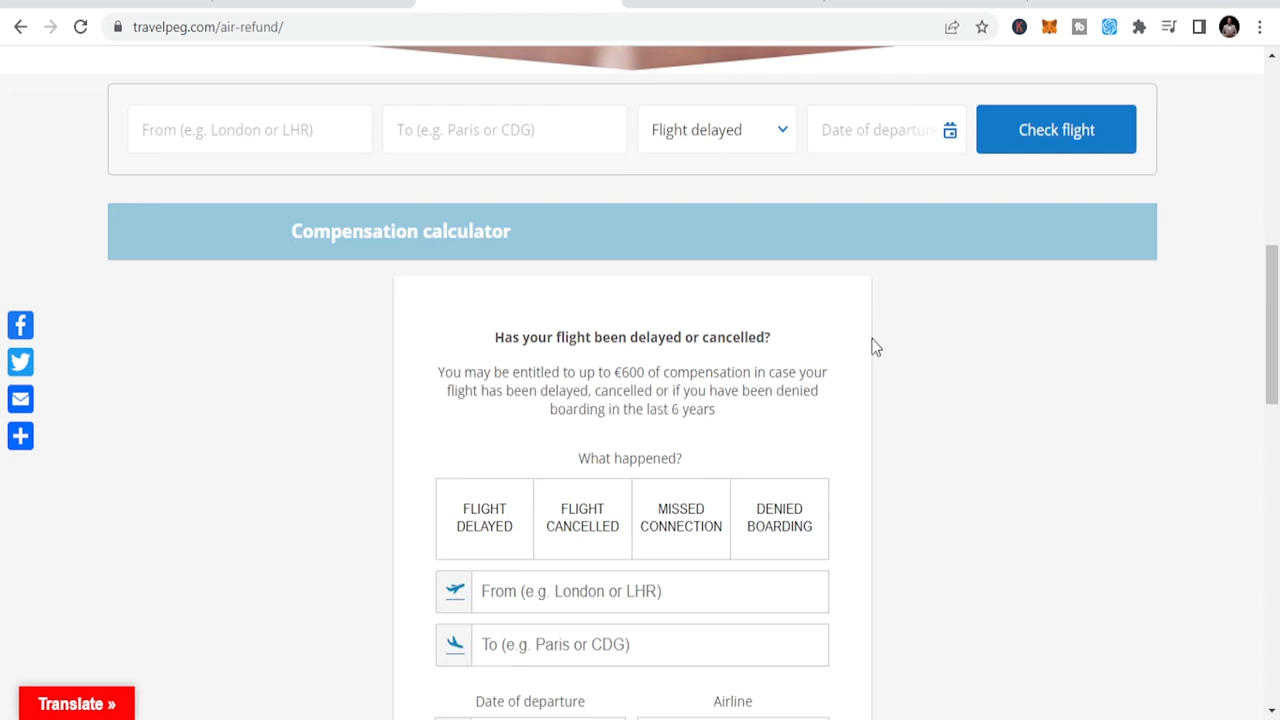 travelpeg.com/air-refund/
From (e.g. London or LHR)
To (e.g. Paris or CDG)
Flight delayed
Date of departure
Check flight
Compensation calculator
Has your flight been delayed or cancelled?
You may be entitled to up to €600 of compensation in case your
flight has been delayed, cancelled or if you have been denied
boarding in the last 6 years
What happened?
FLIGHT
DELAYED
FLIGHT
CANCELLED
MISSED
CONNECTION
DENIED
BOARDING
From (e.g. London or LHR)
To (e.g. Paris or CDG)
Date of departure
Airline
Translate »